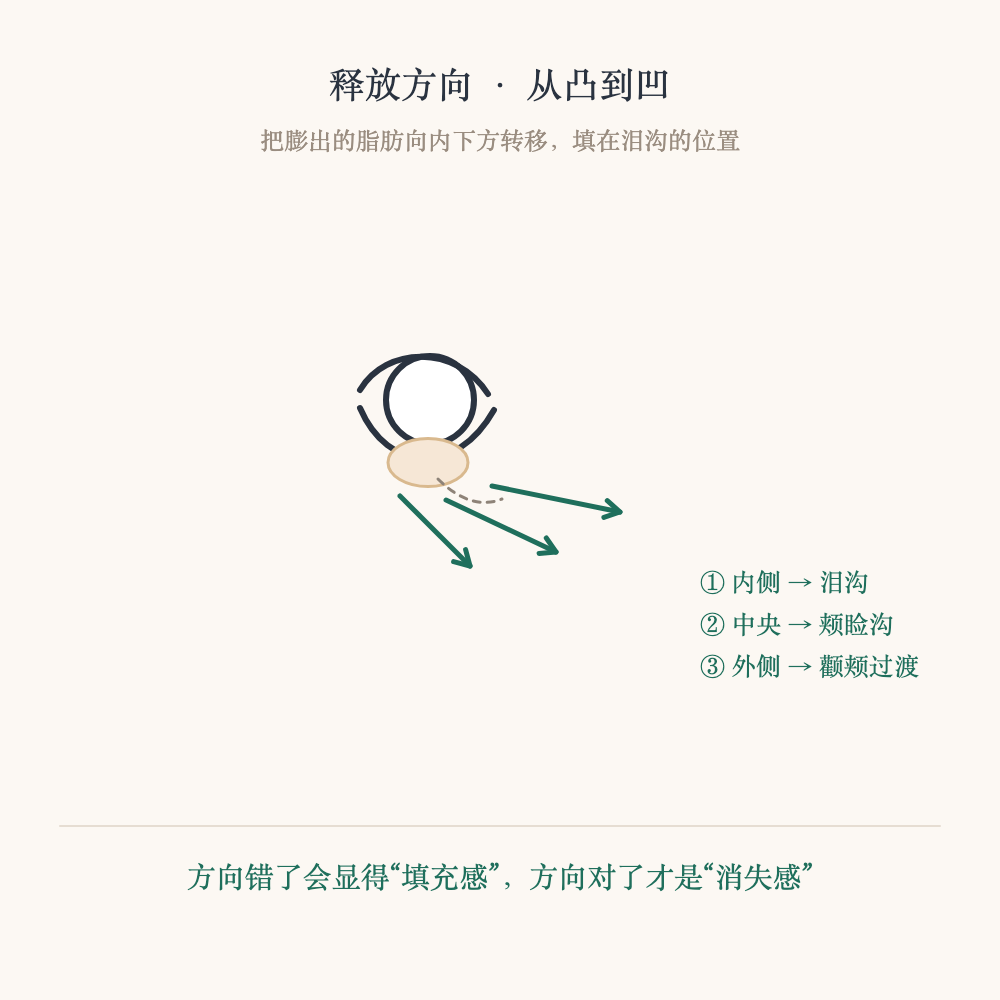 释放方向 · 从凸到凹
把膨出的脂肪向内下方转移，填在泪沟的位置
① 内侧 → 泪沟
② 中央 → 颊睑沟
③ 外侧 → 颧颊过渡
方向错了会显得“填充感”，方向对了才是“消失感”